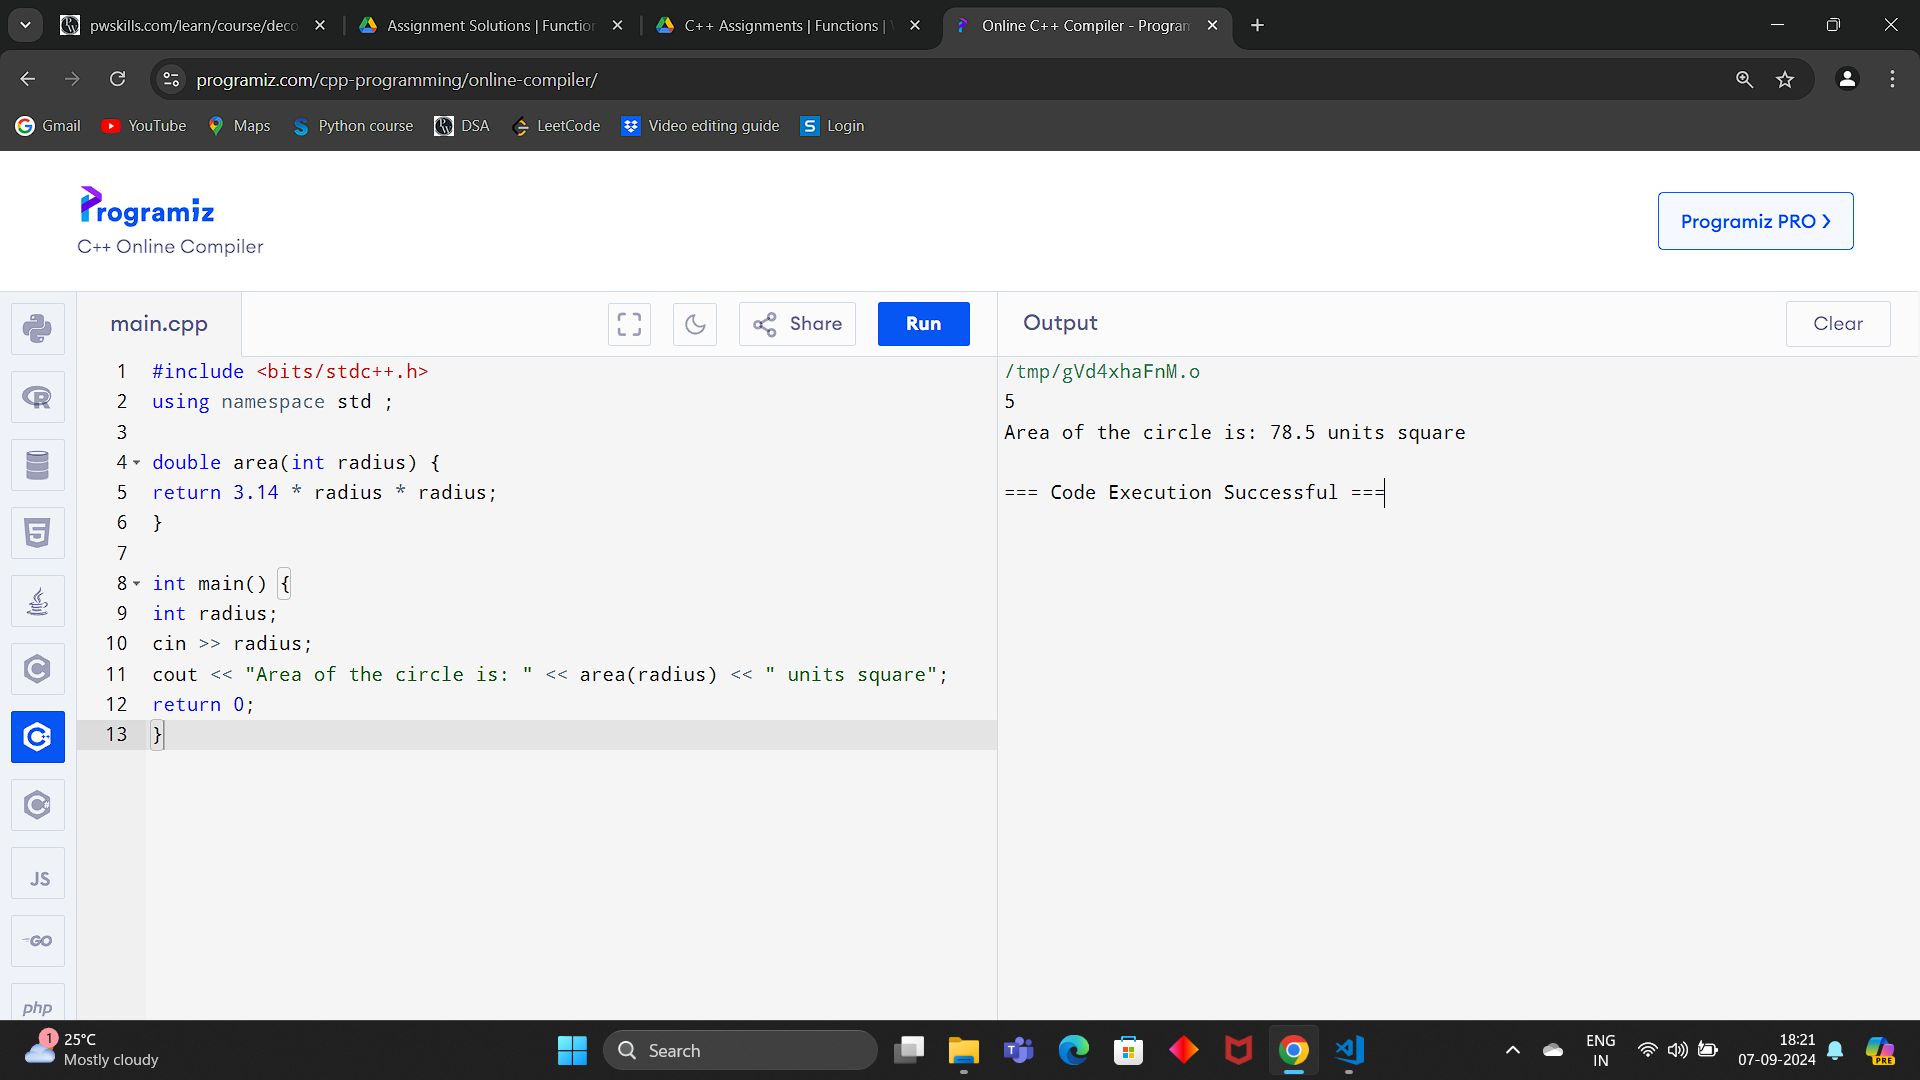 pwskills.com/learn/course/deco
Assignment Solutions | Function
C++ Assignments | Functions |
Online C++ Compiler - Program
programiz.com/cpp-programming/online-compiler/
Gmail
YouTube
Maps
Python course
DSA
LeetCode
Video editing guide
S
Login
Programiz
C++ Online Compiler
Programiz PRO
main.cpp
Share
Run
Output
Clear
1 #include <bits/stdc++.h>
2 using namespace std ;
3
4 double area(int radius) {
5 return 3.14 * radius * radius;
6 }
7
8 int main() {
9 int radius;
10 cin >> radius;
11 cout << "Area of the circle is: " << area(radius) << " units square";
12 return 0;
13 }
/tmp/gVd4xhaFnM.o
5
Area of the circle is: 78.5 units square
=== Code Execution Successful ===
JS
GO
php
1
25°C
Mostly cloudy
Search
ENG
IN
18:21
07-09-2024
PRE